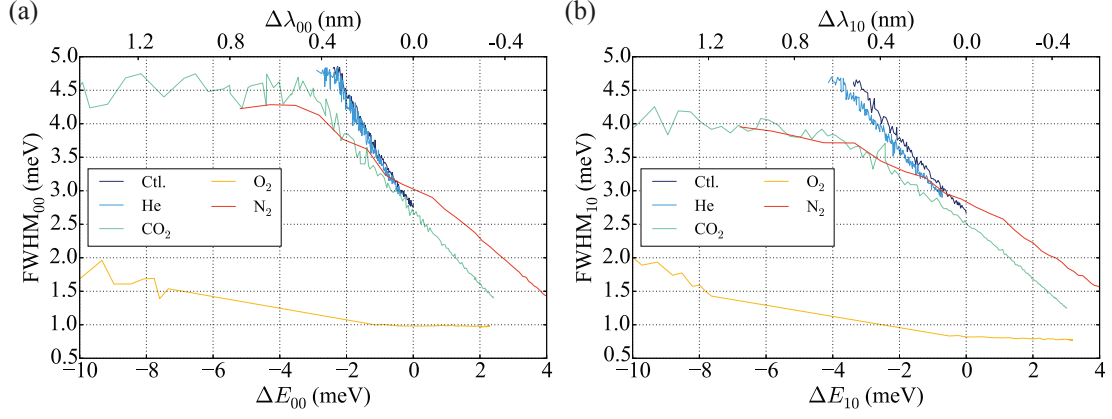 (a)
Δλ₀₀ (nm)
1.2 0.8 0.4 0.0 -0.4
5.0
4.5
4.0
3.5
3.0
2.5
2.0
1.5
1.0
0.5
FWHM₀₀ (meV)
Ctl. O₂
He N₂
CO₂
−10 −8 −6 −4 −2 0 2 4
ΔE₀₀ (meV)
(b)
Δλ₁₀ (nm)
1.2 0.8 0.4 0.0 -0.4
5.0
4.5
4.0
3.5
3.0
2.5
2.0
1.5
1.0
0.5
FWHM₁₀ (meV)
Ctl. O₂
He N₂
CO₂
−10 −8 −6 −4 −2 0 2 4
ΔE₁₀ (meV)